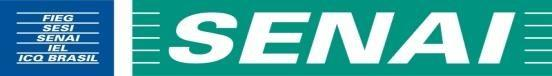 FIEG
SESI
SENAI
IEL
ICQ BRASIL
SENAI